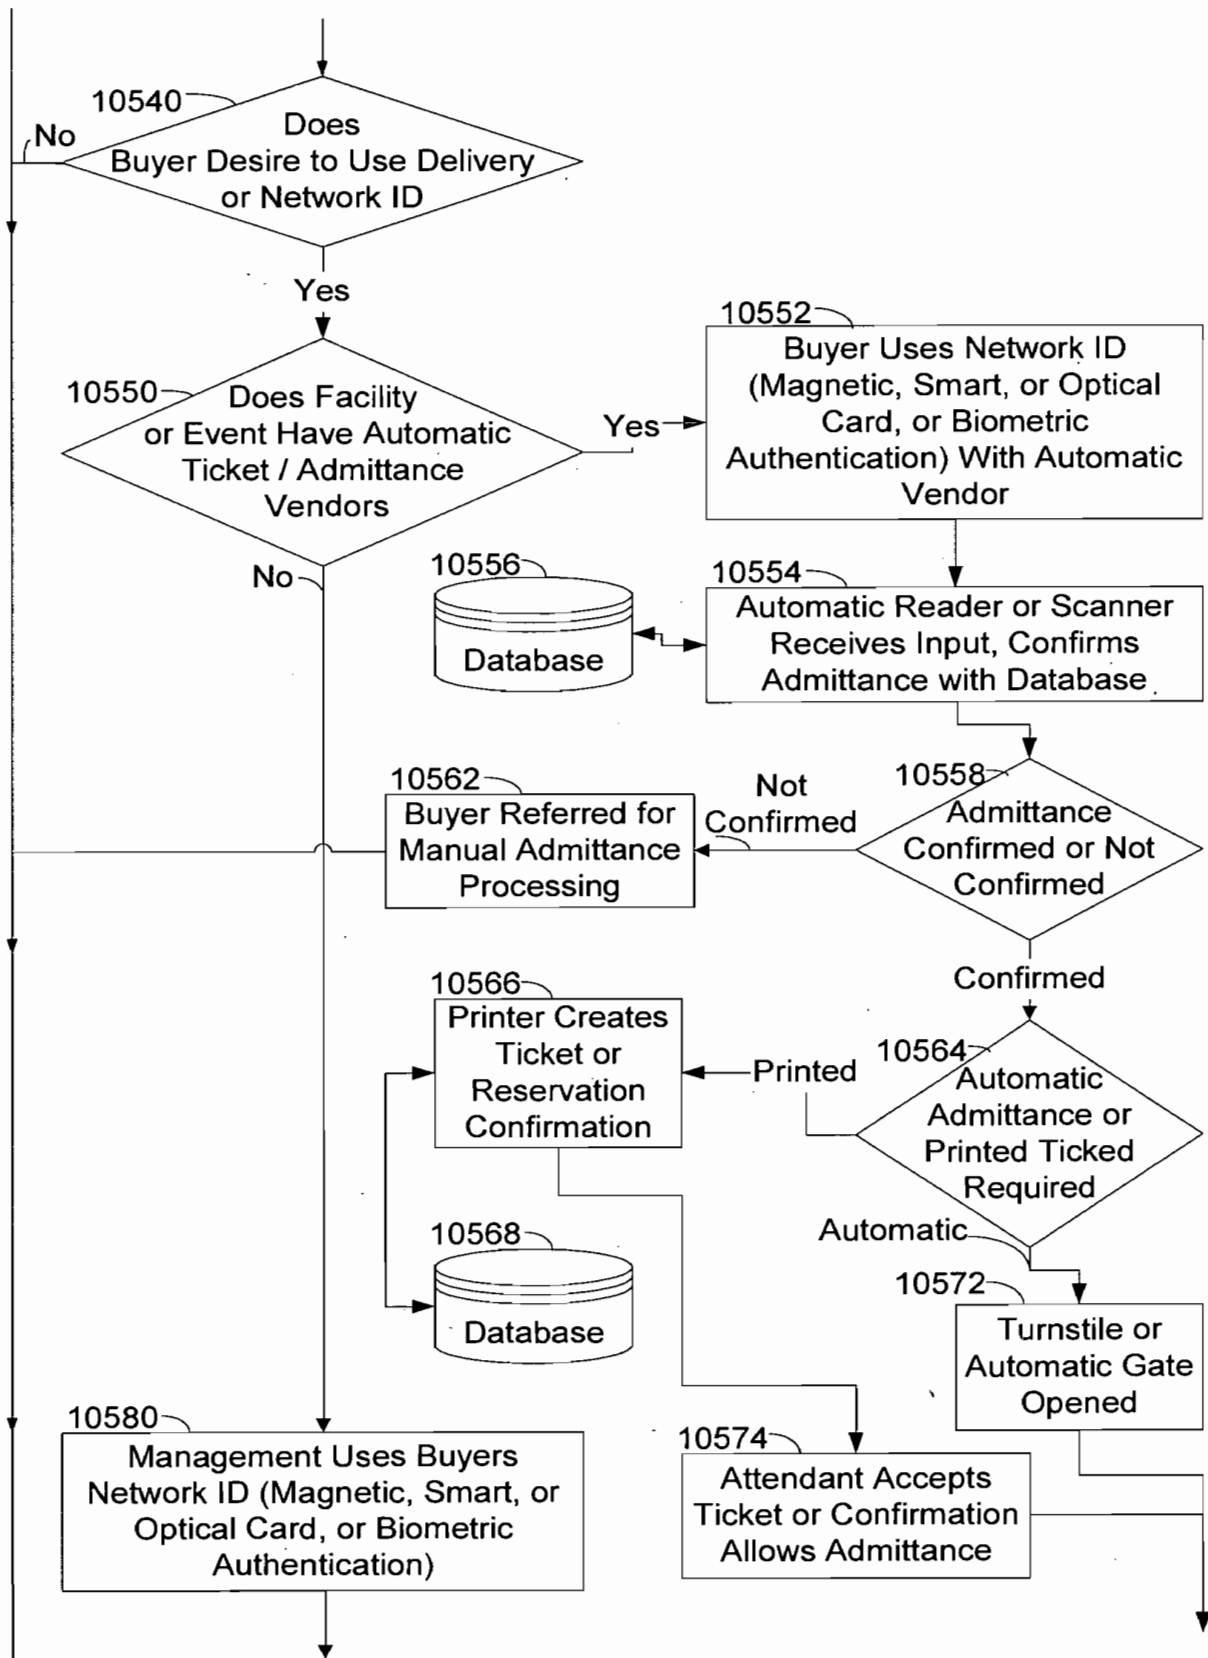 10540
No
Does
Buyer Desire to Use Delivery
or Network ID
Yes
10550
Does Facility
or Event Have Automatic
Ticket / Admittance
Vendors
Yes
10552
Buyer Uses Network ID
(Magnetic, Smart, or Optical
Card, or Biometric
Authentication) With Automatic
Vendor
No
10556
Database
10554
Automatic Reader or Scanner
Receives Input, Confirms
Admittance with Database
10562
Buyer Referred for
Manual Admittance
Processing
Not
Confirmed
10558
Admittance
Confirmed or Not
Confirmed
Confirmed
10566
Printer Creates
Ticket or
Reservation
Confirmation
Printed
10564
Automatic
Admittance or
Printed Ticked
Required
10568
Database
Automatic
10572
Turnstile or
Automatic Gate
Opened
10580
Management Uses Buyers
Network ID (Magnetic, Smart, or
Optical Card, or Biometric
Authentication)
10574
Attendant Accepts
Ticket or Confirmation
Allows Admittance